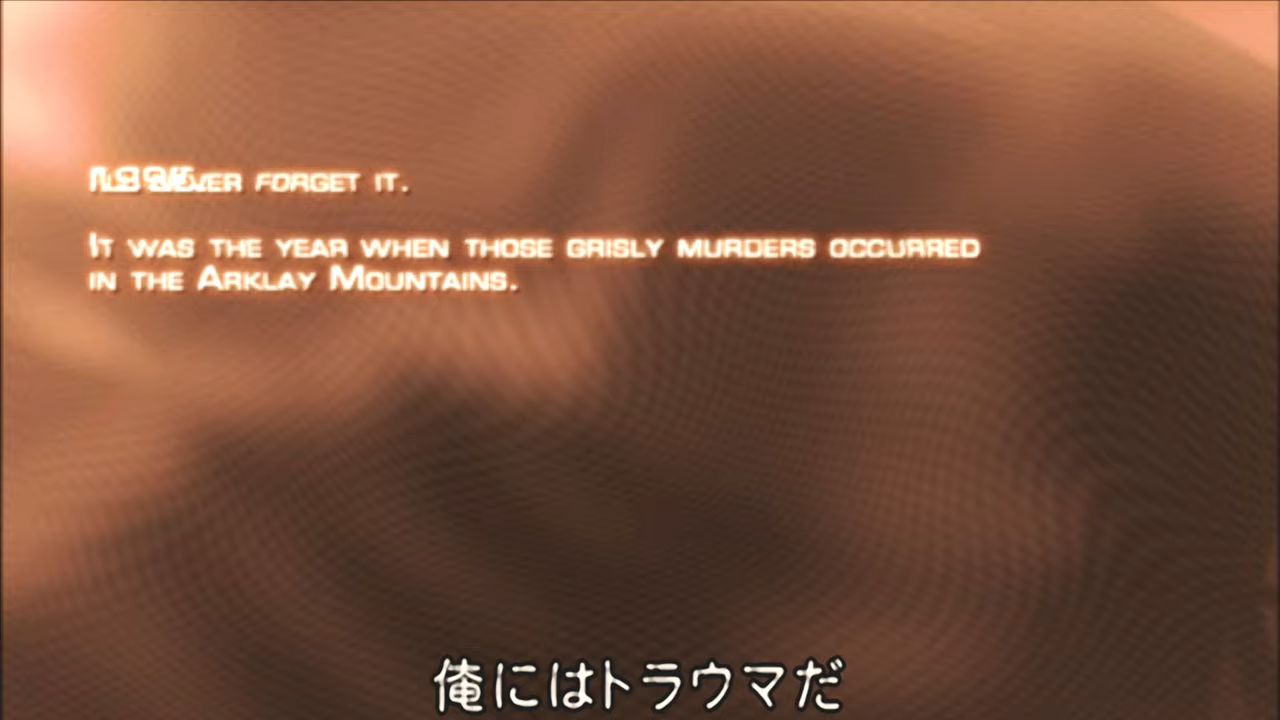 FORGET IT.
IT WAS THE YEAR WHEN THOSE GRISLY MURDERS OCCURRED
IN THE ARKLAY MOUNTAINS.
俺にはトラウマだ